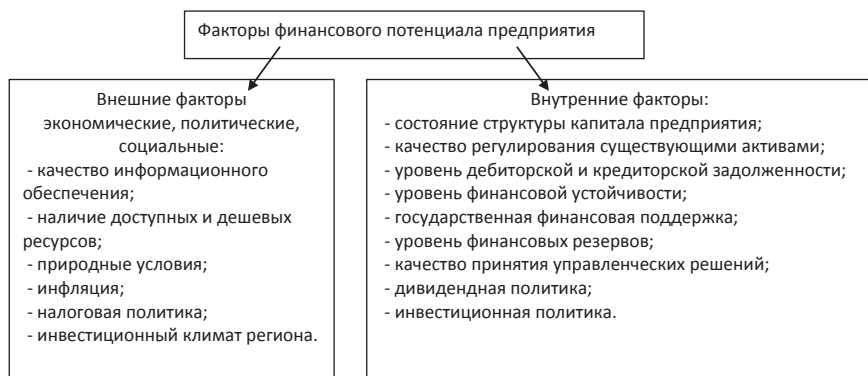 Факторы финансового потенциала предприятия
Внешние факторы
экономические, политические,
социальные:
- качество информационного
обеспечения;
- наличие доступных и дешевых
ресурсов;
- природные условия;
- инфляция;
- налоговая политика;
- инвестиционный климат региона.
Внутренние факторы:
- состояние структуры капитала предприятия;
- качество регулирования существующими активами;
- уровень дебиторской и кредиторской задолженности;
- уровень финансовой устойчивости;
- государственная финансовая поддержка;
- уровень финансовых резервов;
- качество принятия управленческих решений;
- дивидендная политика;
- инвестиционная политика.